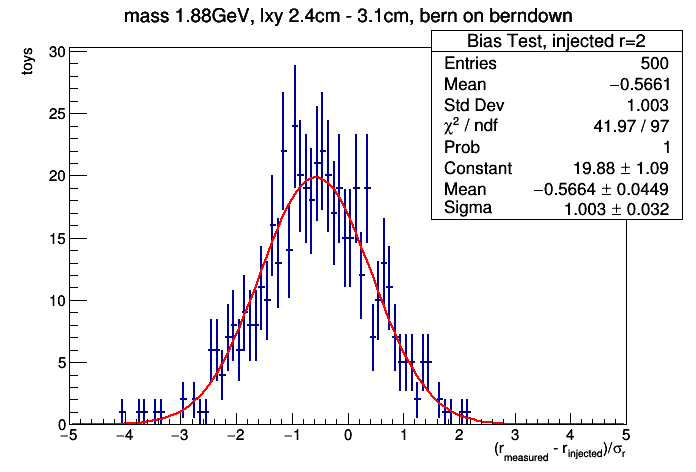 mass 1.88GeV, lxy 2.4cm - 3.1cm, bern on berndown
Bias Test, injected r=2
Entries 500
Mean −0.5661
Std Dev 1.003
χ² / ndf 41.97 / 97
Prob 1
Constant 19.88 ± 1.09
Mean −0.5664 ± 0.0449
Sigma 1.003 ± 0.032
toys
30
25
20
15
10
5
0
−5 −4 −3 −2 −1 0 1 2 3 4 5
(r_measured - r_injected)/σ_r